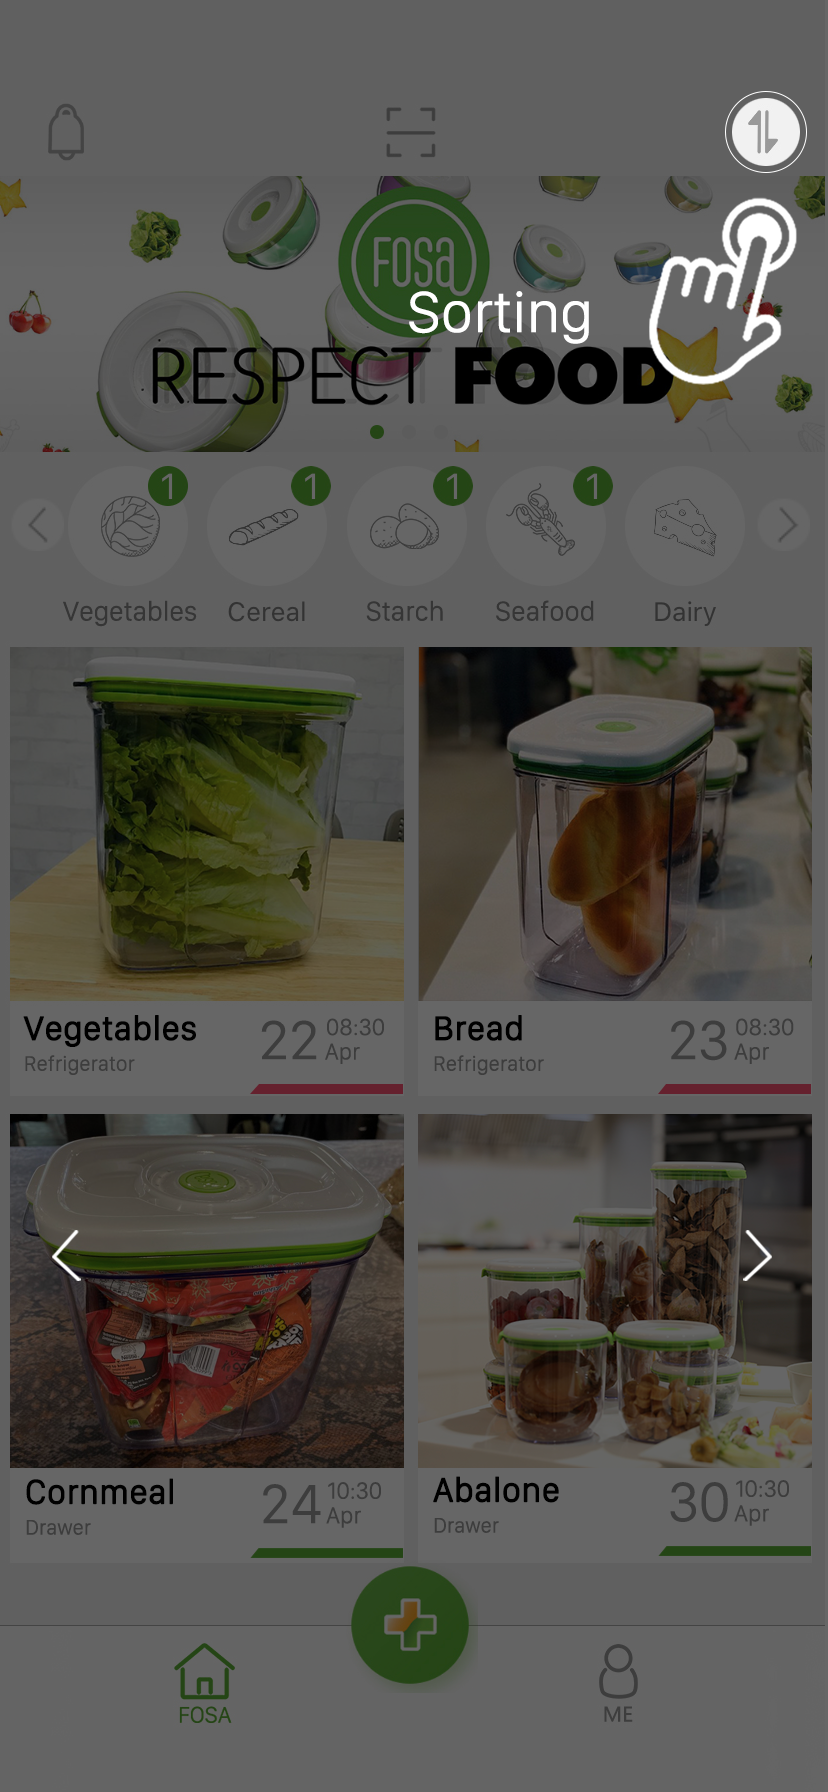 FOSA
Sorting
RESPECT FOOD
1
1
1
1
Vegetables
Cereal
Starch
Seafood
Dairy
Vegetables
Refrigerator
22
08:30
Apr
Bread
Refrigerator
23
08:30
Apr
Cornmeal
Drawer
24
10:30
Apr
Abalone
Drawer
30
10:30
Apr
FOSA
ME